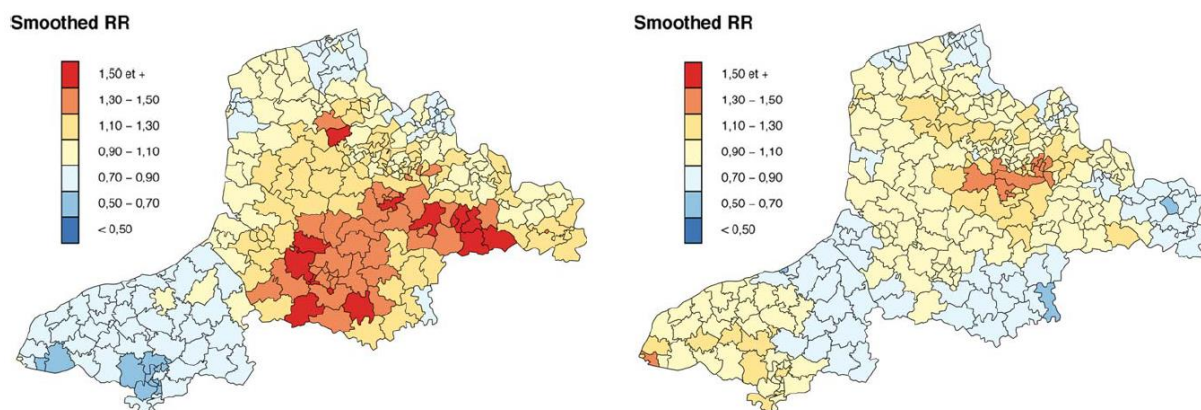 Smoothed RR
1,50 et +
1,30 – 1,50
1,10 – 1,30
0,90 – 1,10
0,70 – 0,90
0,50 – 0,70
< 0,50
Smoothed RR
1,50 et +
1,30 – 1,50
1,10 – 1,30
0,90 – 1,10
0,70 – 0,90
0,50 – 0,70
< 0,50